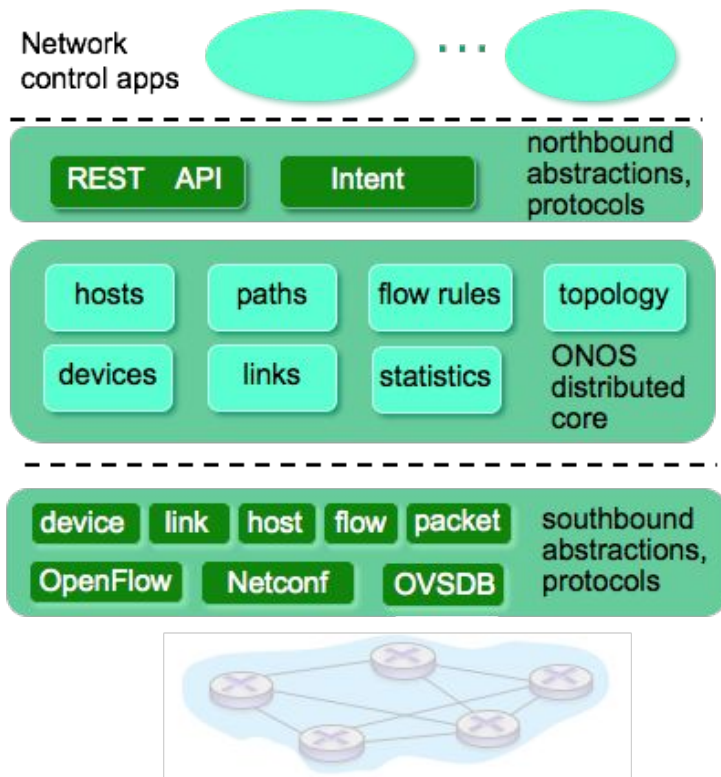 Network
control apps
...
REST API
Intent
northbound
abstractions,
protocols
hosts
paths
flow rules
topology
devices
links
statistics
ONOS
distributed
core
device
link
host
flow
packet
OpenFlow
Netconf
OVSDB
southbound
abstractions,
protocols